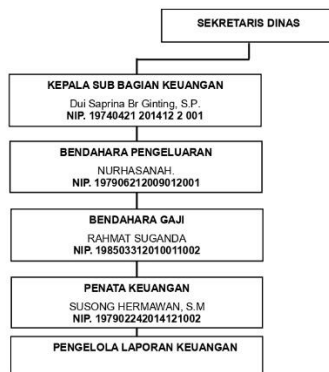 SEKRETARIS DINAS
KEPALA SUB BAGIAN KEUANGAN
Dui Saprina Br Ginting, S.P.
NIP. 19740421 201412 2 001
BENDAHARA PENGELUARAN
NURHASANAH.
NIP. 197906212009012001
BENDAHARA GAJI
RAHMAT SUGANDA
NIP. 198503312010011002
PENATA KEUANGAN
SUSONG HERMAWAN, S.M
NIP. 197902242014121002
PENGELOLA LAPORAN KEUANGAN